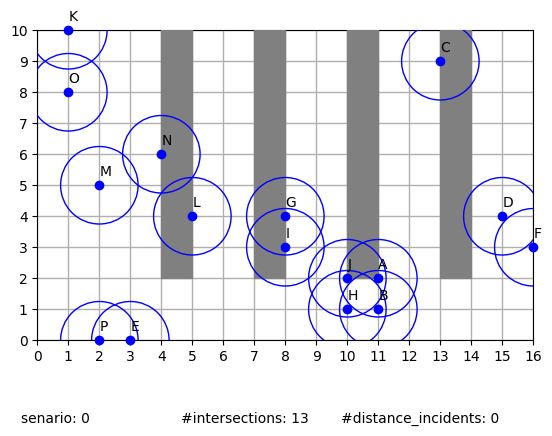 K
10
C
9
O
8
7
N
6
M
5
L G D
4
I F
3
J A
2
H B
1
P E
0
0 1 2 3 4 5 6 7 8 9 10 11 12 13 14 15 16
senario: 0 #intersections: 13 #distance_incidents: 0